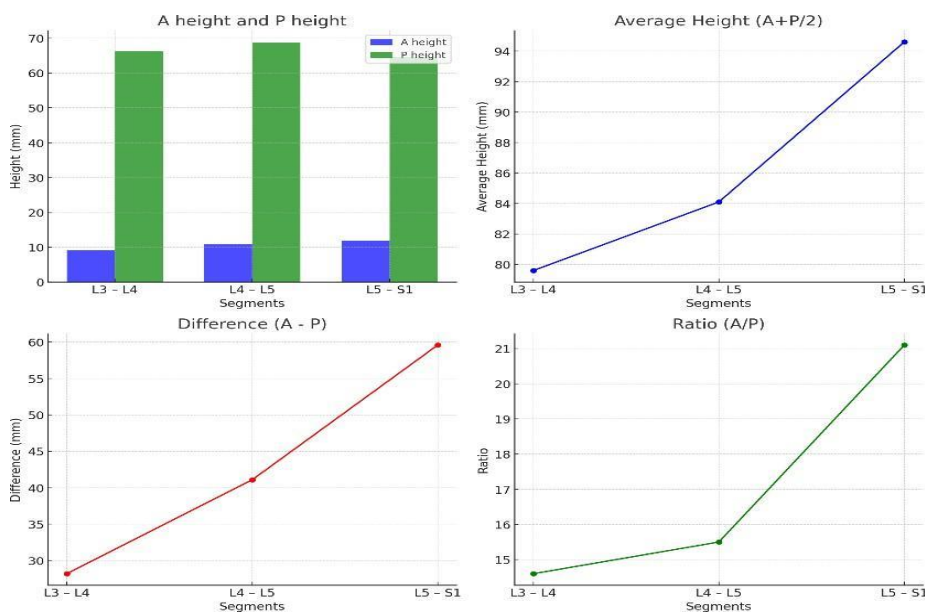 A height and P height
A height
P height
70
60
50
40
30
20
10
0
Height (mm)
L3 – L4
L4 – L5
L5 – S1
Segments
Average Height (A+P/2)
94
92
90
88
86
84
82
80
Average Height (mm)
L3 – L4
L4 – L5
L5 – S1
Segments
Difference (A - P)
60
55
50
45
40
35
30
Difference (mm)
L3 – L4
L4 – L5
L5 – S1
Segments
Ratio (A/P)
21
20
19
18
17
16
15
Ratio
L3 – L4
L4 – L5
L5 – S1
Segments